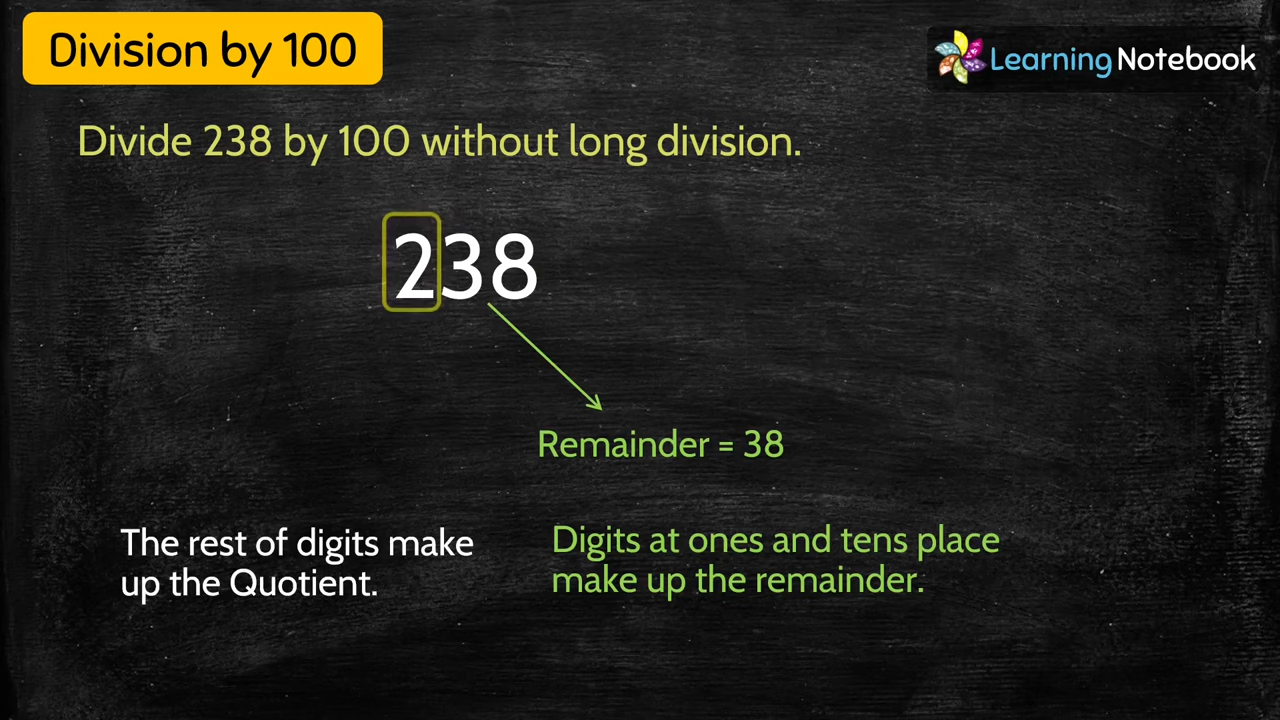 Division by 100
Learning Notebook
Divide 238 by 100 without long division.
238
Remainder = 38
The rest of digits make
up the Quotient.
Digits at ones and tens place
make up the remainder.